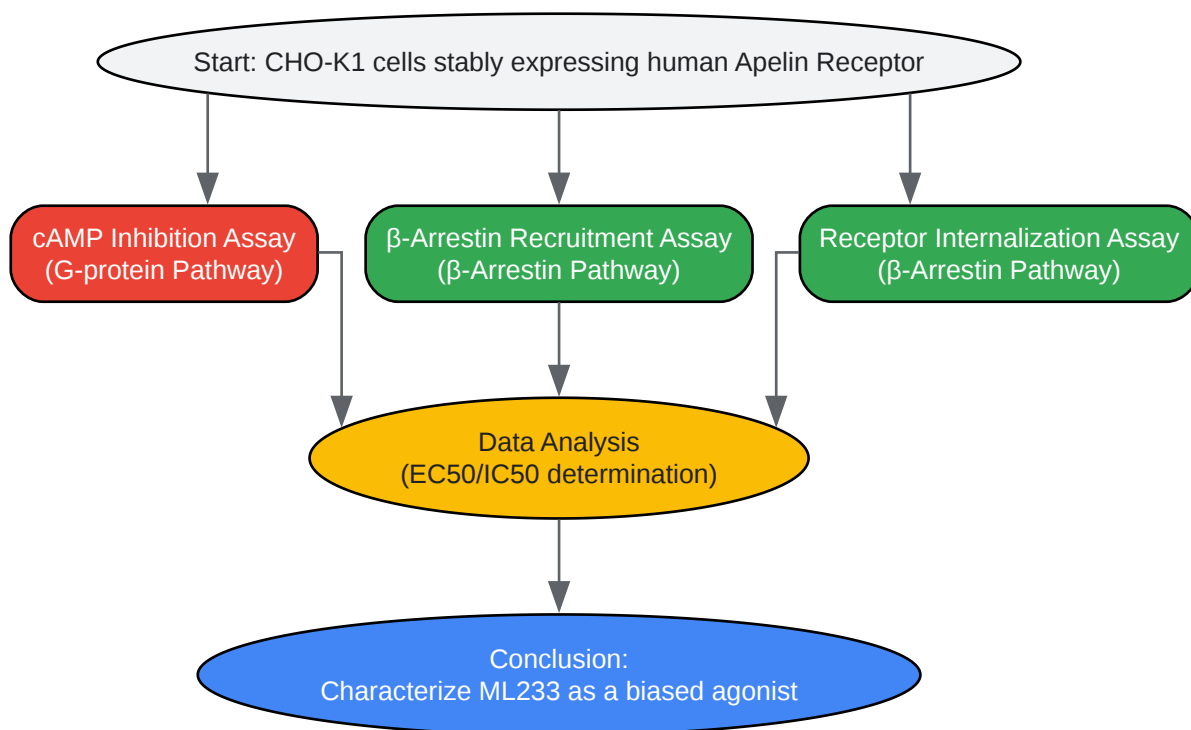 Start: CHO-K1 cells stably expressing human Apelin Receptor
cAMP Inhibition Assay
(G-protein Pathway)
β-Arrestin Recruitment Assay
(β-Arrestin Pathway)
Receptor Internalization Assay
(β-Arrestin Pathway)
Data Analysis
(EC50/IC50 determination)
Conclusion:
Characterize ML233 as a biased agonist